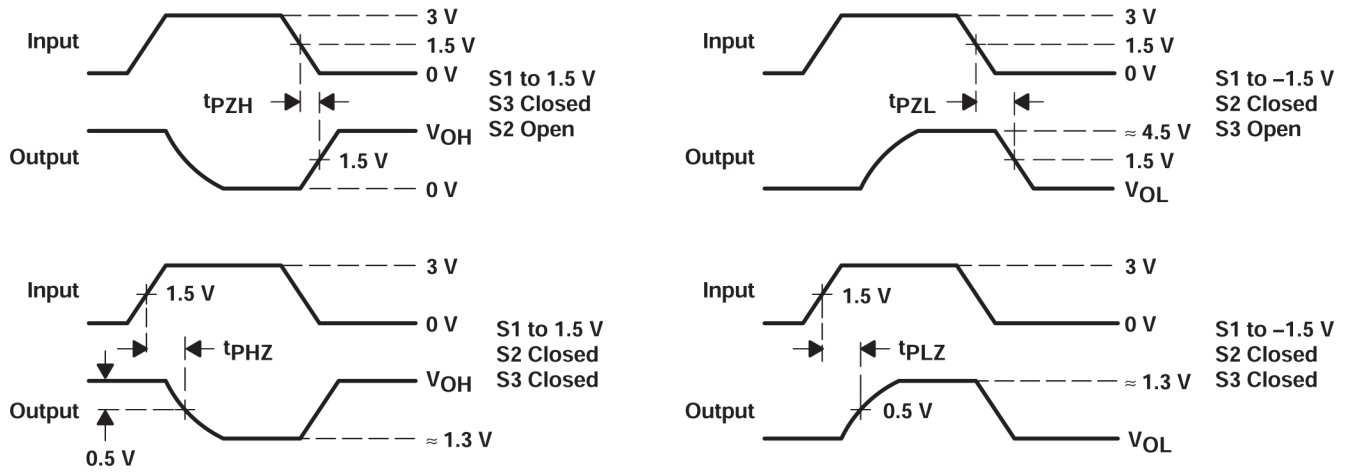 Input
3 V
1.5 V
0 V
tPZH
S1 to 1.5 V
S3 Closed
S2 Open
Output
VOH
1.5 V
0 V
Input
3 V
1.5 V
0 V
tPZL
S1 to –1.5 V
S2 Closed
S3 Open
Output
≈ 4.5 V
1.5 V
VOL
Input
3 V
1.5 V
0 V
tPHZ
S1 to 1.5 V
S2 Closed
S3 Closed
Output
VOH
0.5 V
≈ 1.3 V
Input
3 V
1.5 V
0 V
tPLZ
S1 to –1.5 V
S2 Closed
S3 Closed
Output
≈ 1.3 V
0.5 V
VOL